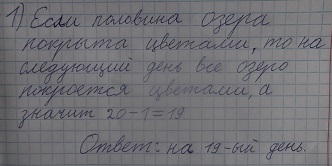 1) Если половина озера
покрыта цветами, то на
следующий день все озеро
покроется цветами, а
значит 20-1=19
Ответ: на 19-ый день.